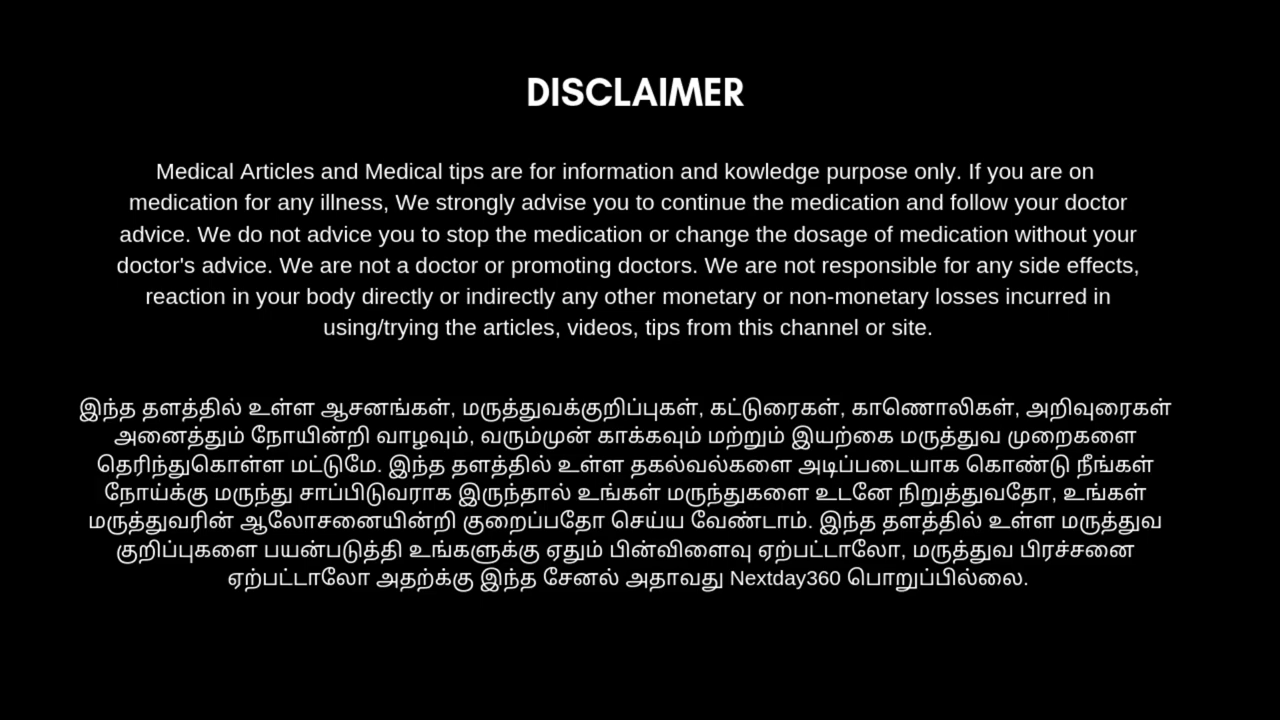 DISCLAIMER
Medical Articles and Medical tips are for information and kowledge purpose only. If you are on
medication for any illness, We strongly advise you to continue the medication and follow your doctor
advice. We do not advice you to stop the medication or change the dosage of medication without your
doctor's advice. We are not a doctor or promoting doctors. We are not responsible for any side effects,
reaction in your body directly or indirectly any other monetary or non-monetary losses incurred in
using/trying the articles, videos, tips from this channel or site.
இந்த தளத்தில் உள்ள ஆசனங்கள், மருத்துவக்குறிப்புகள், கட்டுரைகள், காணொலிகள், அறிவுரைகள்
அனைத்தும் நோயின்றி வாழவும், வரும்முன் காக்கவும் மற்றும் இயற்கை மருத்துவ முறைகளை
தெரிந்துகொள்ள மட்டுமே. இந்த தளத்தில் உள்ள தகல்வல்களை அடிப்படையாக கொண்டு நீங்கள்
நோய்க்கு மருந்து சாப்பிடுவராக இருந்தால் உங்கள் மருந்துகளை உடனே நிறுத்துவதோ, உங்கள்
மருத்துவரின் ஆலோசனையின்றி குறைப்பதோ செய்ய வேண்டாம். இந்த தளத்தில் உள்ள மருத்துவ
குறிப்புகளை பயன்படுத்தி உங்களுக்கு ஏதும் பின்விளைவு ஏற்பட்டாலோ, மருத்துவ பிரச்சனை
ஏற்பட்டாலோ அதற்க்கு இந்த சேனல் அதாவது Nextday360 பொறுப்பில்லை.